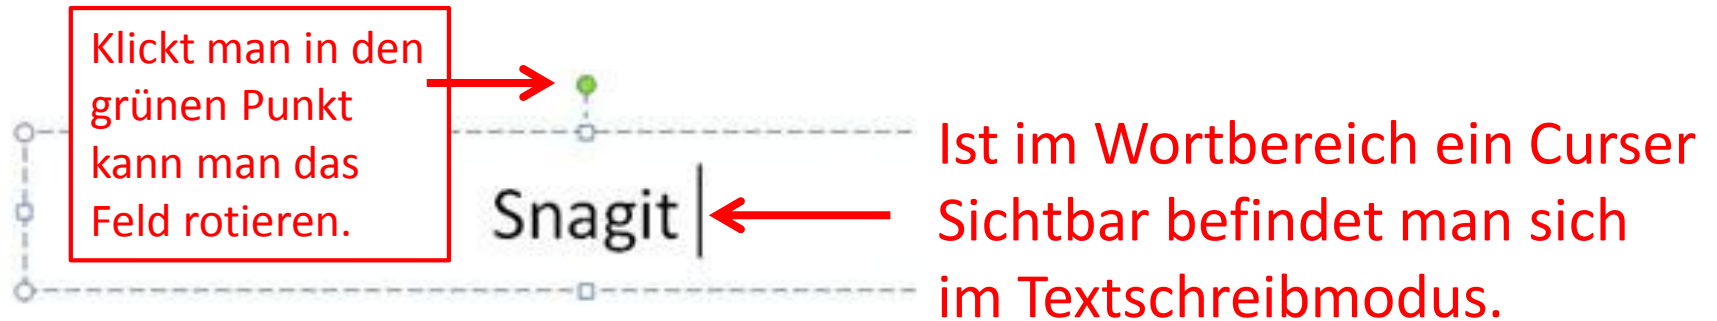 Klickt man in den
grünen Punkt
kann man das
Feld rotieren.
Snagit
Ist im Wortbereich ein Curser
Sichtbar befindet man sich
im Textschreibmodus.